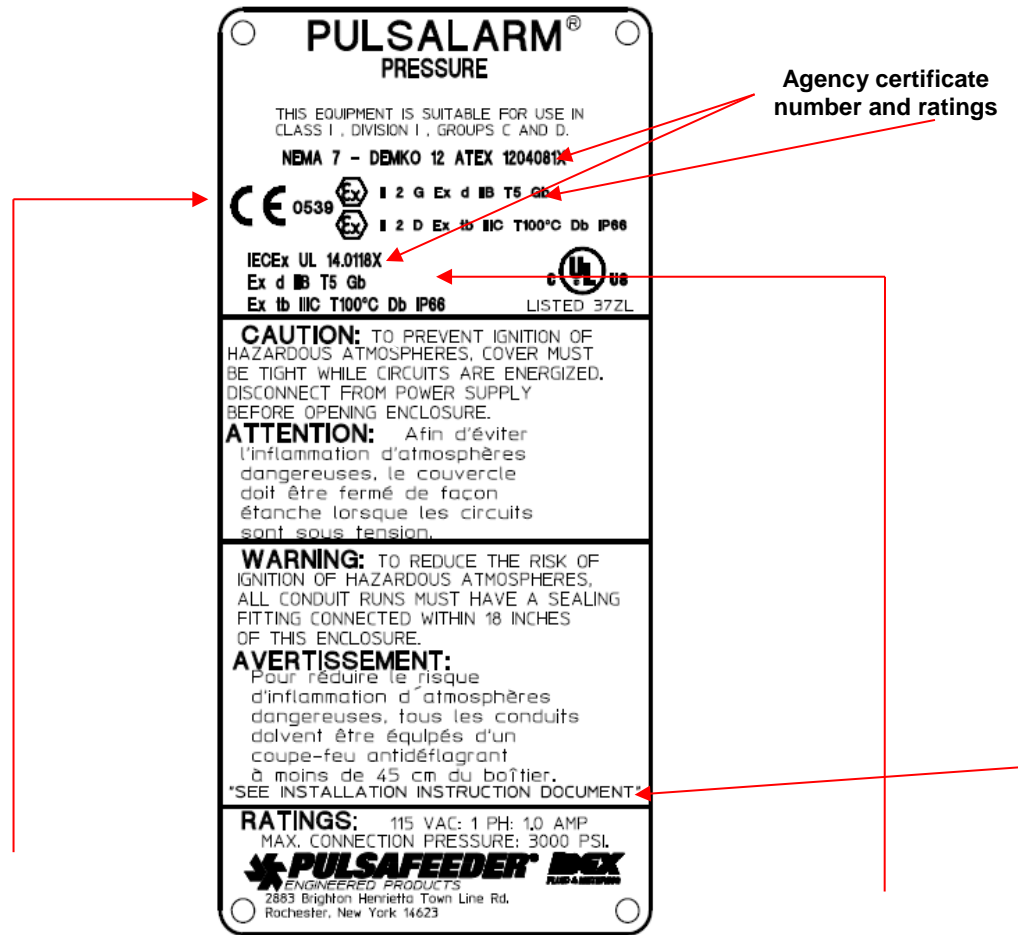 PULSALARM®
PRESSURE
Agency certificate
number and ratings
THIS EQUIPMENT IS SUITABLE FOR USE IN
CLASS I , DIVISION I , GROUPS C AND D.
NEMA 7 - DEMKO 12 ATEX 1204081X
CE 0539 Ex II 2 G Ex d IIB T5 Gb
Ex II 2 D Ex tb IIIC T100°C Db IP66
IECEx UL 14.0118X
Ex d IIB T5 Gb
Ex tb IIIC T100°C Db IP66
C UL US
LISTED 37ZL
CAUTION: TO PREVENT IGNITION OF
HAZARDOUS ATMOSPHERES, COVER MUST
BE TIGHT WHILE CIRCUITS ARE ENERGIZED.
DISCONNECT FROM POWER SUPPLY
BEFORE OPENING ENCLOSURE.
ATTENTION: Afin d'éviter
l'inflammation d'atmosphères
dangereuses, le couvercle
doit être fermé de façon
étanche lorsque les circuits
sont sous tension.
WARNING: TO REDUCE THE RISK OF
IGNITION OF HAZARDOUS ATMOSPHERES,
ALL CONDUIT RUNS MUST HAVE A SEALING
FITTING CONNECTED WITHIN 18 INCHES
OF THIS ENCLOSURE.
AVERTISSEMENT:
Pour réduire le risque
d'inflammation d´atmosphères
dangereuses, tous les conduits
doivent être équipés d'un
coupe-feu antidéflagrant
à moins de 45 cm du boîtier.
"SEE INSTALLATION INSTRUCTION DOCUMENT"
RATINGS: 115 VAC: 1 PH: 1.0 AMP
MAX. CONNECTION PRESSURE: 3000 PSI.
PULSAFEEDER® IDEX
FLUID & METERING
ENGINEERED PRODUCTS
2883 Brighton Henrietta Town Line Rd.
Rochester, New York 14623